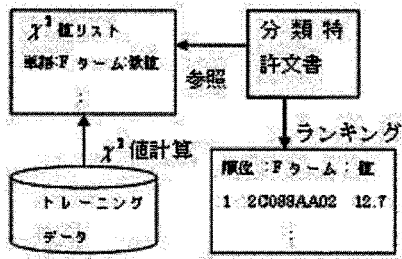 χ² 値リスト
単語:F ターム:数値
:
分類特
許文書
参照
ランキング
χ² 値計算
トレーニング
データ
順位:Fターム:値
1 2C088AA02 12.7
: